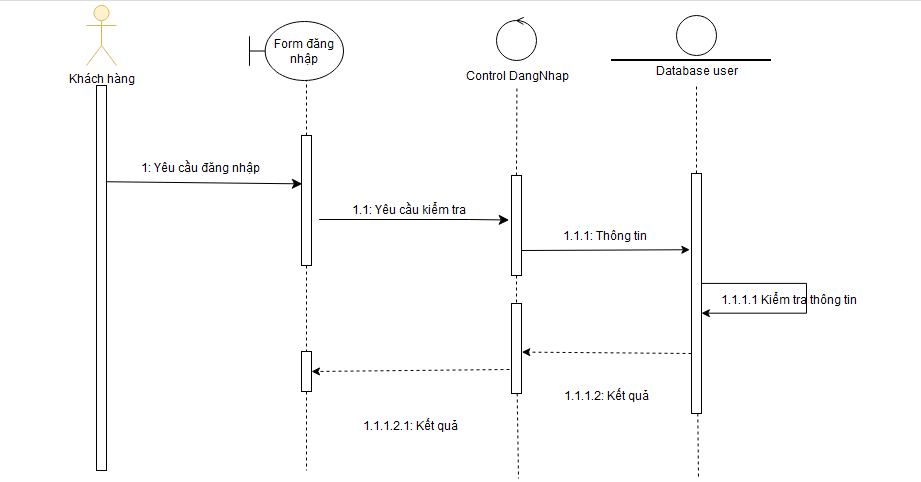 Form đăng
nhập
Khách hàng
Control DangNhap
Database user
1: Yêu cầu đăng nhập
1.1: Yêu cầu kiểm tra
1.1.1: Thông tin
1.1.1.1 Kiểm tra thông tin
1.1.1.2: Kết quả
1.1.1.2.1: Kết quả